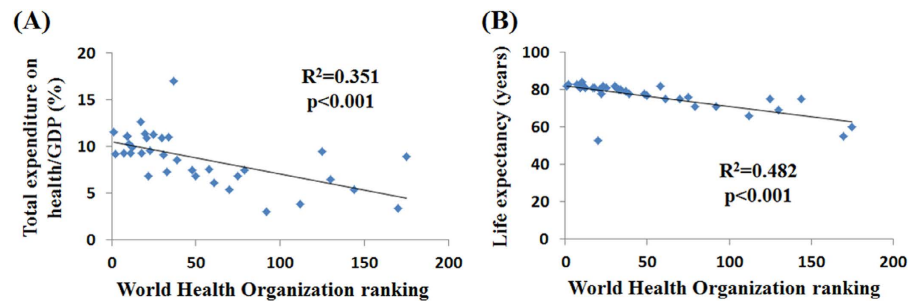 (A)
Total expenditure on
health/GDP (%)
20
15
10
5
0
R²=0.351
p<0.001
0 50 100 150 200
World Health Organization ranking
(B)
Life expectancy (years)
100
80
60
40
20
0
R²=0.482
p<0.001
0 50 100 150 200
World Health Organization ranking